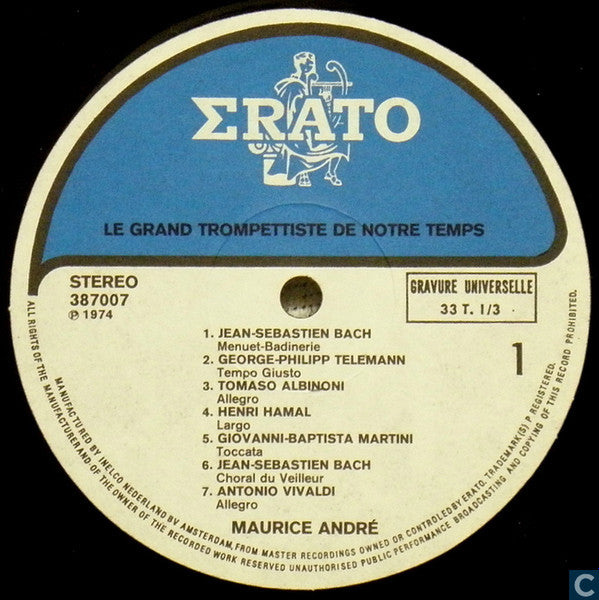 ΣRATO
LE GRAND TROMPETTISTE DE NOTRE TEMPS
STEREO
387007
℗ 1974
GRAVURE UNIVERSELLE
33 T. 1/3
1
1. JEAN-SEBASTIEN BACH
Menuet-Badinerie
2. GEORGE-PHILIPP TELEMANN
Tempo Giusto
3. TOMASO ALBINONI
Allegro
4. HENRI HAMAL
Largo
5. GIOVANNI-BAPTISTA MARTINI
Toccata
6. JEAN-SEBASTIEN BACH
Choral du Veilleur
7. ANTONIO VIVALDI
Allegro
MAURICE ANDRÉ
MANUFACTURED BY INELCO NEDERLAND BV AMSTERDAM, FROM MASTER RECORDINGS OWNED OR CONTROLED BY ERATO. TRADEMARK(S) P REGISTERED.
ALL RIGHTS OF THE MANUFACTURER AND OF THE OWNER OF THE RECORDED WORK RESERVED UNAUTHORISED PUBLIC PERFORMANCE BROADCASTING AND COPYING OF THIS RECORD PROHIBITED.
C